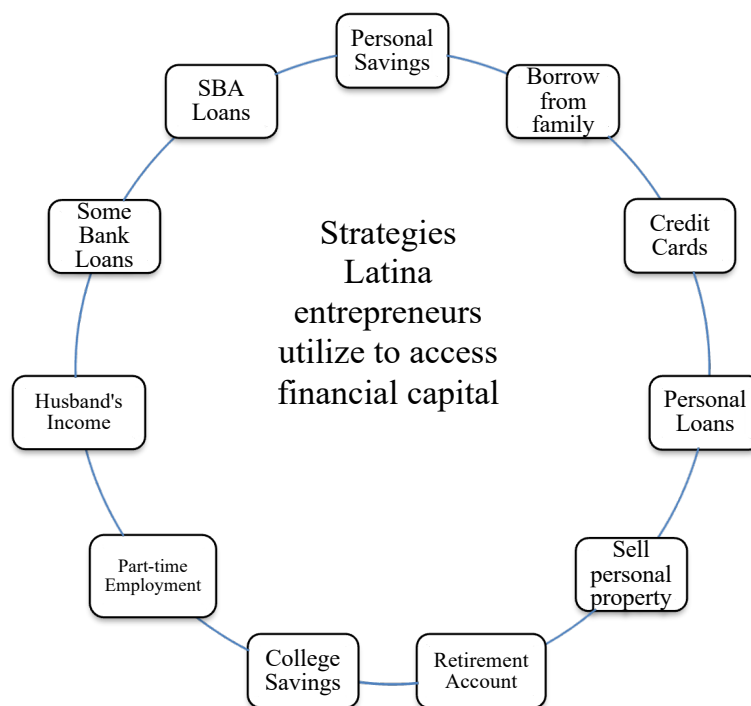 Personal
Savings
Borrow
from
family
Credit
Cards
Personal
Loans
Sell
personal
property
Retirement
Account
College
Savings
Part-time
Employment
Husband's
Income
Some
Bank
Loans
SBA
Loans
Strategies
Latina
entrepreneurs
utilize to access
financial capital